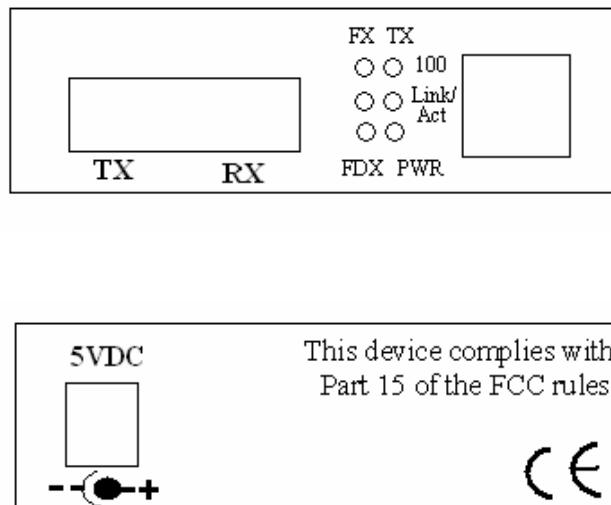 FX TX
100
Link/
Act
TX RX
FDX PWR
5VDC
This device complies with
Part 15 of the FCC rules
CE